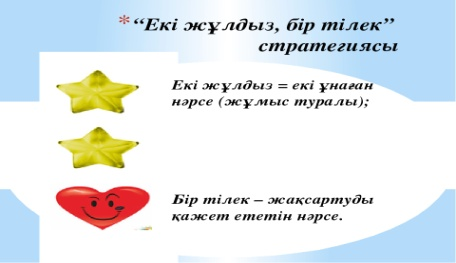 *“Екі жұлдыз, бір тілек”
стратегиясы
Екі жұлдыз = екі ұнаған
нәрсе (жұмыс туралы);
Бір тілек – жақсартуды
қажет ететін нәрсе.